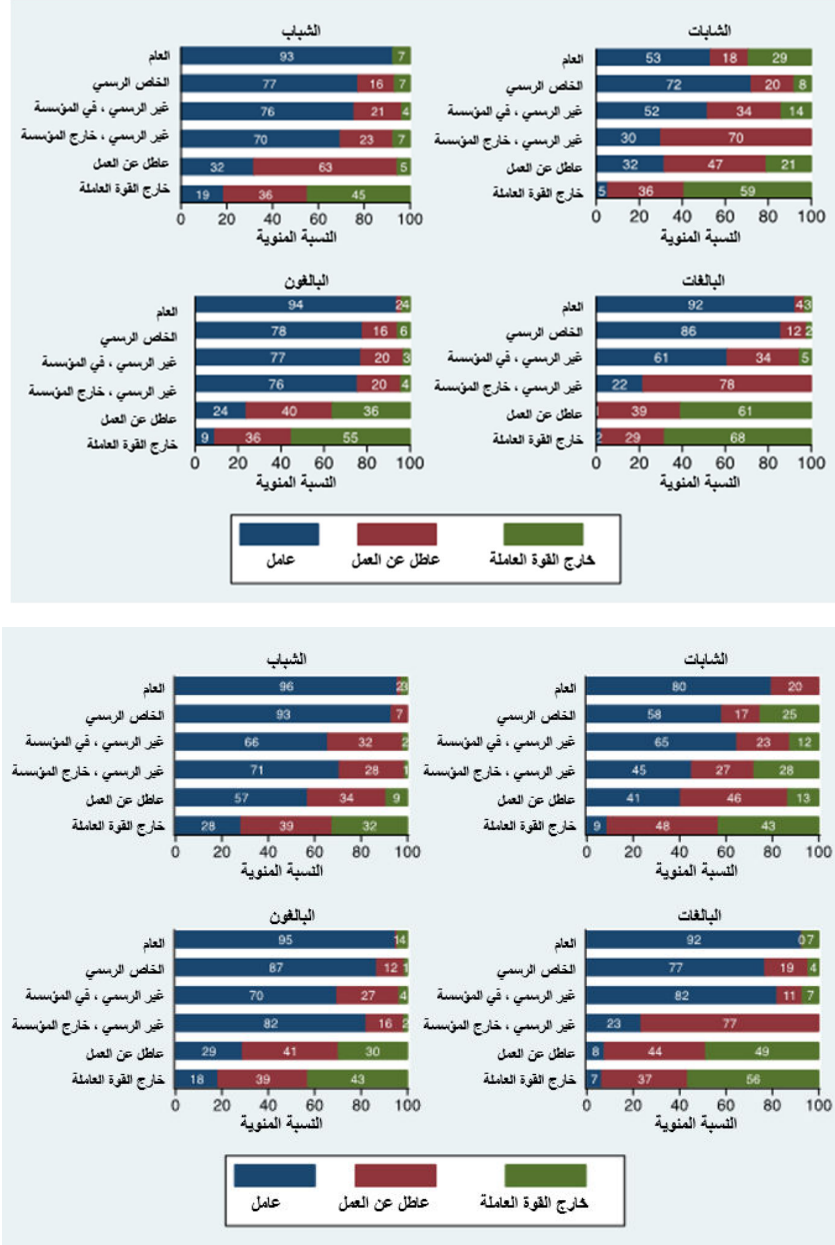 الشباب
العام 93 7
الخاص الرسمي 77 16 7
غير الرسمي ، في المؤسسة 76 21 4
غير الرسمي ، خارج المؤسسة 70 23 7
عاطل عن العمل 32 63 5
خارج القوة العاملة 19 36 45
0 20 40 60 80 100
النسبة المئوية
الشابات
العام 53 18 29
الخاص الرسمي 72 20 8
غير الرسمي ، في المؤسسة 52 34 14
غير الرسمي ، خارج المؤسسة 30 70
عاطل عن العمل 32 47 21
خارج القوة العاملة 5 36 59
0 20 40 60 80 100
النسبة المئوية
البالغون
العام 94 2 4
الخاص الرسمي 78 16 6
غير الرسمي ، في المؤسسة 77 20 3
غير الرسمي ، خارج المؤسسة 76 20 4
عاطل عن العمل 24 40 36
خارج القوة العاملة 9 36 55
0 20 40 60 80 100
النسبة المئوية
البالغات
العام 92 4 3
الخاص الرسمي 86 12 2
غير الرسمي ، في المؤسسة 61 34 5
غير الرسمي ، خارج المؤسسة 22 78
عاطل عن العمل 39 61
خارج القوة العاملة 2 29 68
0 20 40 60 80 100
النسبة المئوية
عامل عاطل عن العمل خارج القوة العاملة
الشباب
العام 96 2 3
الخاص الرسمي 93 7
غير الرسمي ، في المؤسسة 66 32 2
غير الرسمي ، خارج المؤسسة 71 28 1
عاطل عن العمل 57 34 9
خارج القوة العاملة 28 39 32
0 20 40 60 80 100
النسبة المئوية
الشابات
العام 80 20
الخاص الرسمي 58 17 25
غير الرسمي ، في المؤسسة 65 23 12
غير الرسمي ، خارج المؤسسة 45 27 28
عاطل عن العمل 41 46 13
خارج القوة العاملة 9 48 43
0 20 40 60 80 100
النسبة المئوية
البالغون
العام 95 1 4
الخاص الرسمي 87 12 1
غير الرسمي ، في المؤسسة 70 27 4
غير الرسمي ، خارج المؤسسة 82 16 2
عاطل عن العمل 29 41 30
خارج القوة العاملة 18 39 43
0 20 40 60 80 100
النسبة المئوية
البالغات
العام 92 0 7
الخاص الرسمي 77 19 4
غير الرسمي ، في المؤسسة 82 11 7
غير الرسمي ، خارج المؤسسة 23 77
عاطل عن العمل 8 44 49
خارج القوة العاملة 7 37 56
0 20 40 60 80 100
النسبة المئوية
عامل عاطل عن العمل خارج القوة العاملة